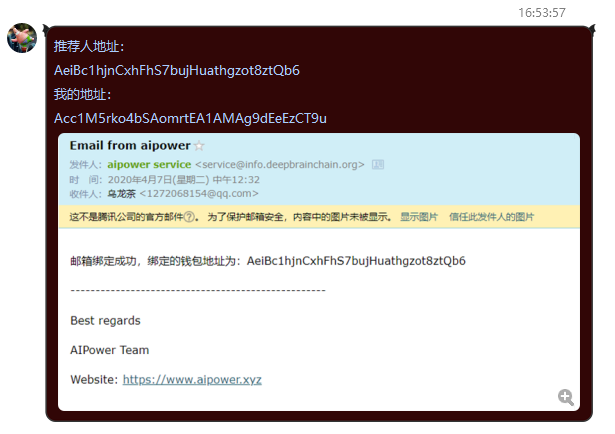 16:53:57
推荐人地址：
AeiBc1hjnCxhFhS7bujHuathgzot8ztQb6
我的地址：
Acc1M5rko4bSAomrtEA1AMAg9dEeEzCT9u
Email from aipower
发件人：aipower service <service@info.deepbrainchain.org>
时 间：2020年4月7日(星期二) 中午12:32
收件人：乌龙茶 <1272068154@qq.com>
这不是腾讯公司的官方邮件?。 为了保护邮箱安全，内容中的图片未被显示。 显示图片 信任此发件人的图片
邮箱绑定成功，绑定的钱包地址为：AeiBc1hjnCxhFhS7bujHuathgzot8ztQb6
--------------------------------------------------
Best regards
AIPower Team
Website: https://www.aipower.xyz